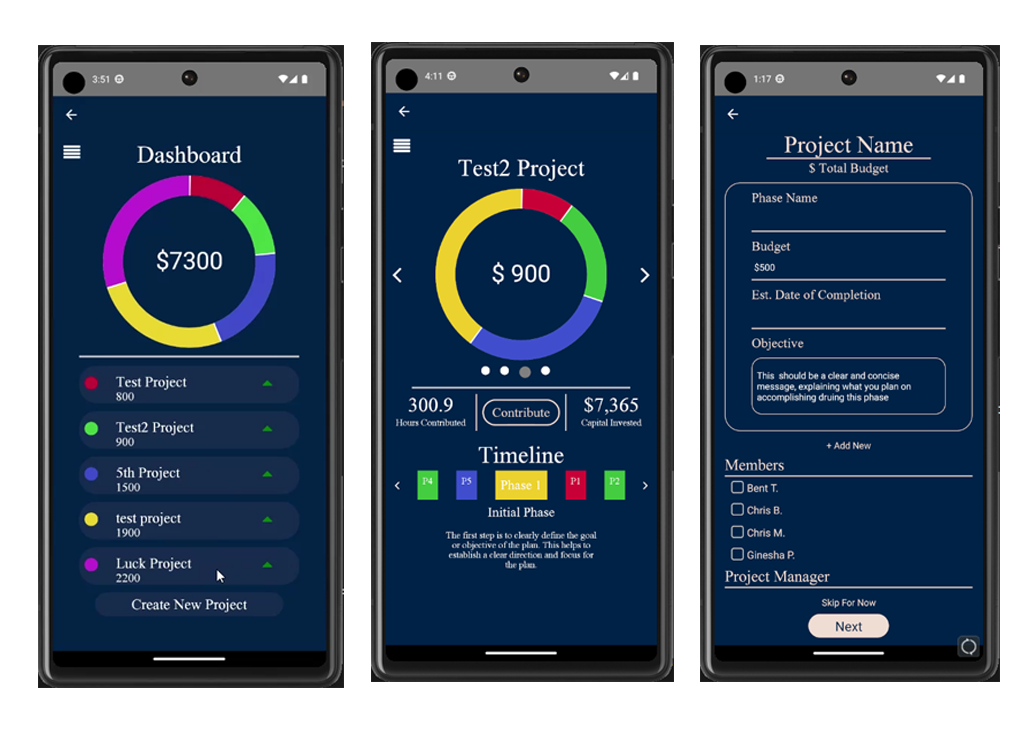 3:51
Dashboard
$7300
Test Project
800
Test2 Project
900
5th Project
1500
test project
1900
Luck Project
2200
Create New Project
4:11
Test2 Project
$ 900
300.9
Hours Contributed
Contribute
$7,365
Capital Invested
Timeline
P4 P5 Phase 1 P1 P2
Initial Phase
The first step is to clearly define the goal
or objective of the plan. This helps to
establish a clear direction and focus for
the plan.
1:17
Project Name
$ Total Budget
Phase Name
Budget
$500
Est. Date of Completion
Objective
This should be a clear and concise
message, explaining what you plan on
accomplishing druing this phase
+ Add New
Members
Bent T.
Chris B.
Chris M.
Ginesha P.
Project Manager
Skip For Now
Next